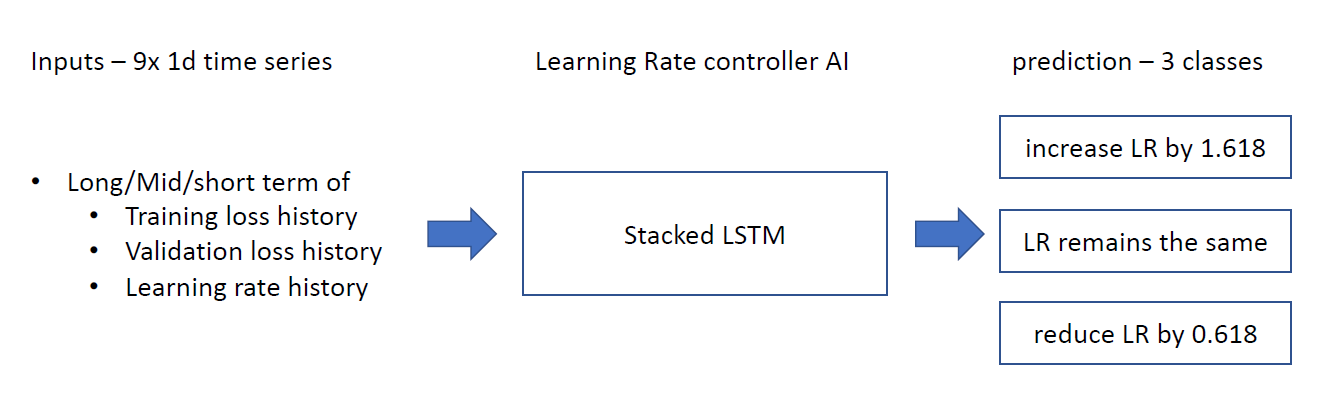 Inputs – 9x 1d time series
Learning Rate controller AI
prediction – 3 classes
• Long/Mid/short term of
• Training loss history
• Validation loss history
• Learning rate history
Stacked LSTM
increase LR by 1.618
LR remains the same
reduce LR by 0.618